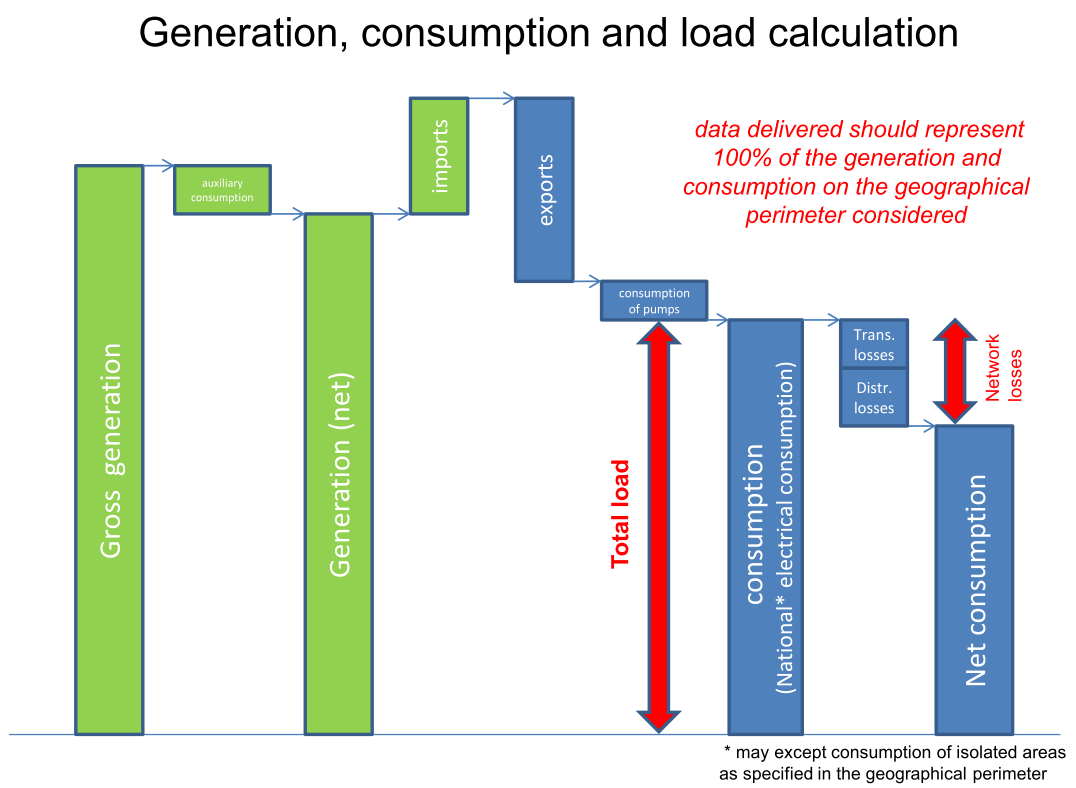 Generation, consumption and load calculation
data delivered should represent
100% of the generation and
consumption on the geographical
perimeter considered
Gross generation
auxiliary
consumption
Generation (net)
imports
exports
consumption
of pumps
Total load
consumption
(National* electrical consumption)
Trans.
losses
Distr.
losses
Network
losses
Net consumption
* may except consumption of isolated areas
as specified in the geographical perimeter